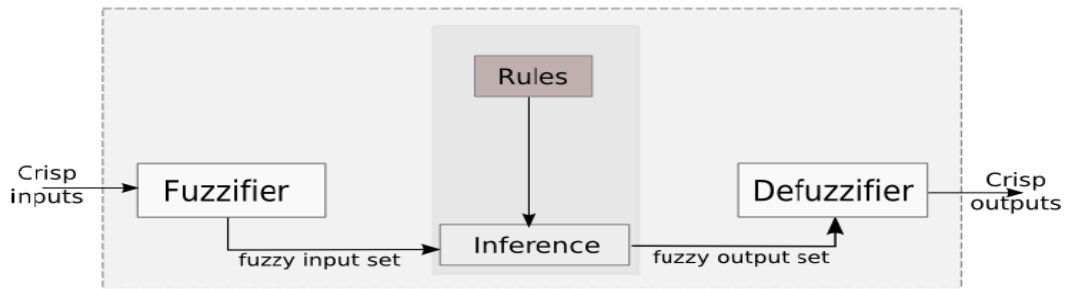 Rules
Crisp
inputs
Fuzzifier
Defuzzifier
Crisp
outputs
Inference
fuzzy input set
fuzzy output set